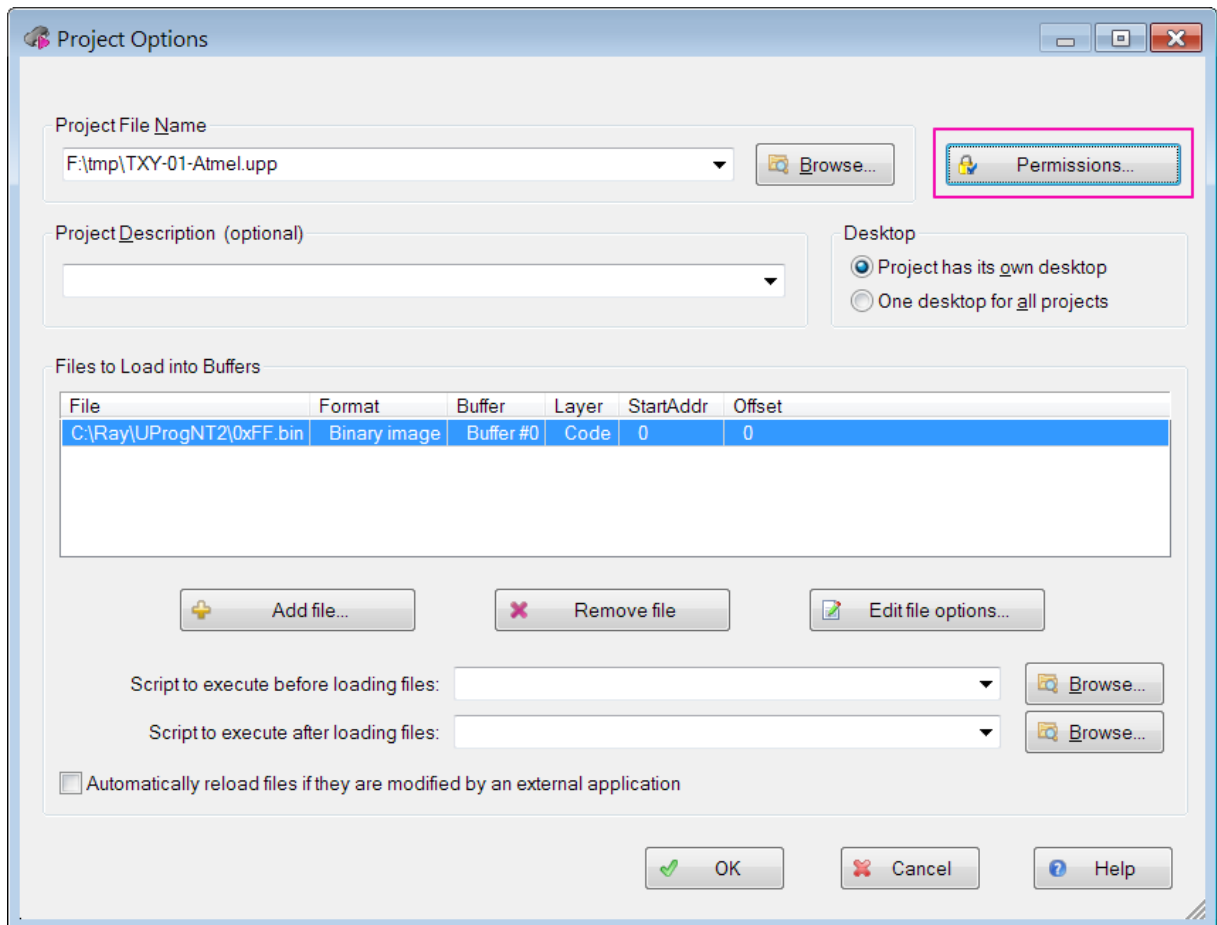 Project Options
Project File Name
F:\tmp\TXY-01-Atmel.upp
Browse...
Permissions...
Project Description (optional)
Desktop
Project has its own desktop
One desktop for all projects
Files to Load into Buffers
File Format Buffer Layer StartAddr Offset
C:\Ray\UProgNT2\0xFF.bin Binary image Buffer #0 Code 0 0
Add file... Remove file Edit file options...
Script to execute before loading files: Browse...
Script to execute after loading files: Browse...
Automatically reload files if they are modified by an external application
OK Cancel Help